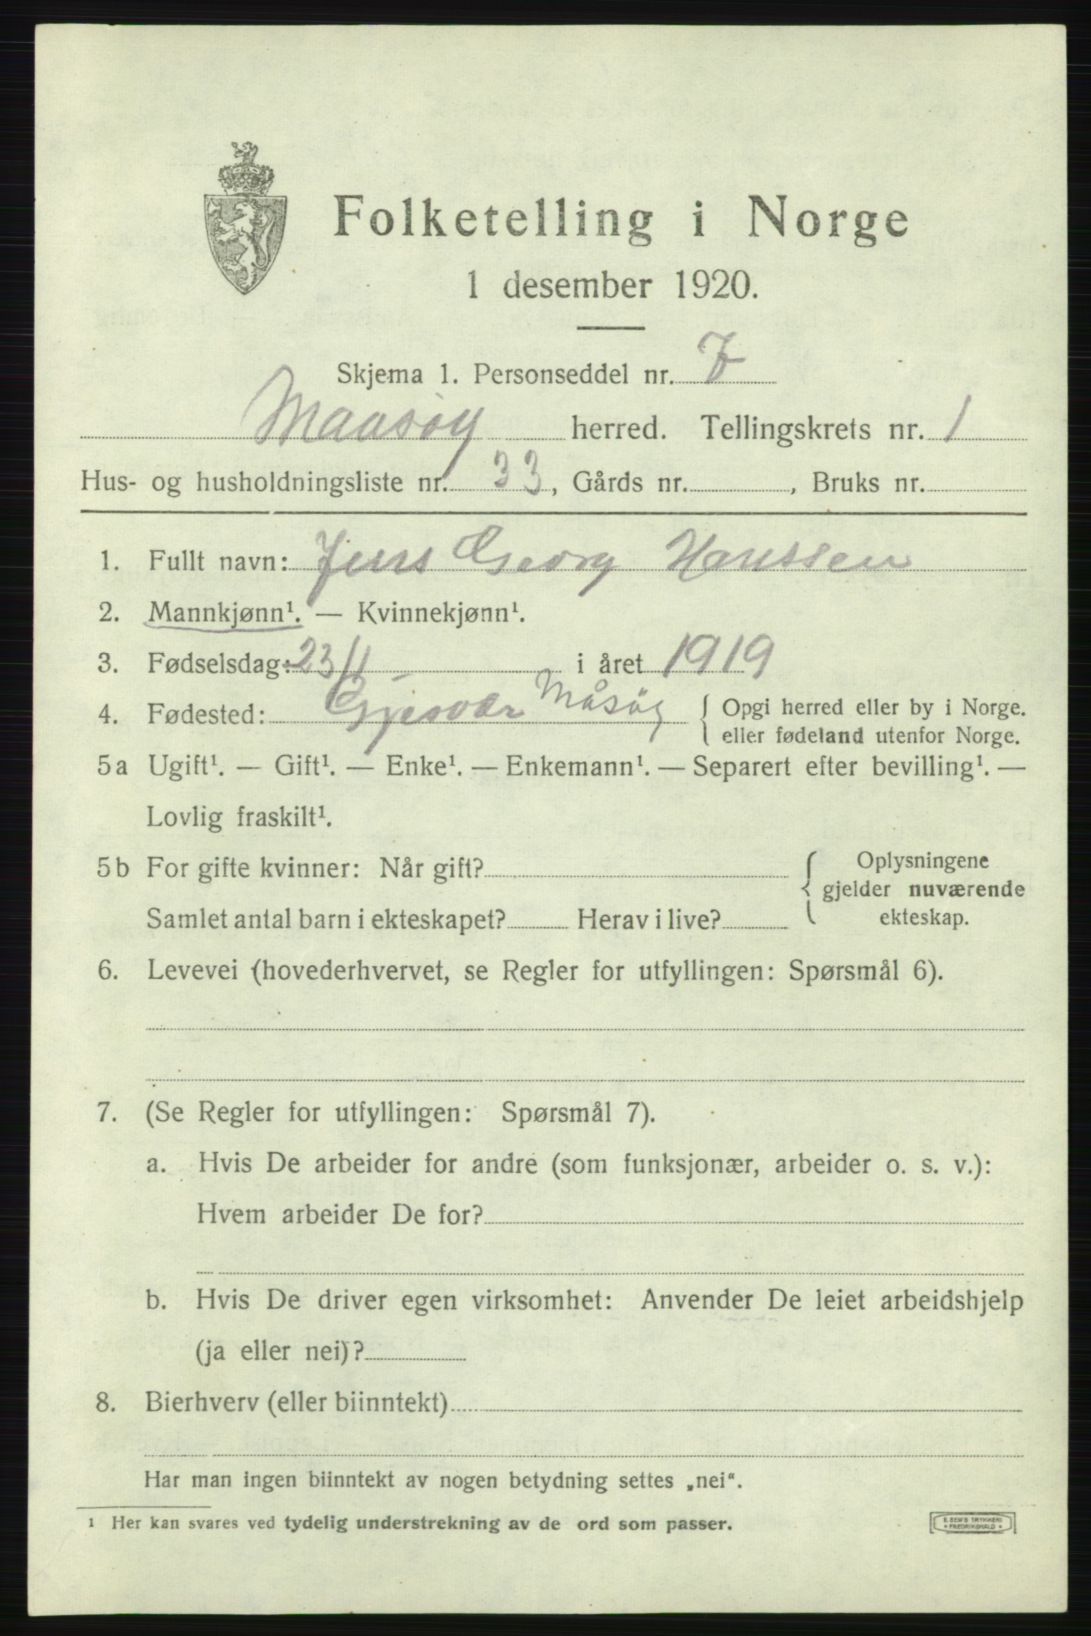 Folketelling i Norge
1 desember 1920.
Skjema 1. Personseddel nr. 7
Maasöy herred. Tellingskrets nr. 1
Hus- og husholdningsliste nr. 33, Gårds nr. , Bruks nr.
1. Fullt navn: Jens Georg Hanssen
2. Mannkjønn¹. — Kvinnekjønn¹.
3. Fødselsdag: 23/1 i året 1919
4. Fødested: Gjesvær Måsöy { Opgi herred eller by i Norge.
eller fødeland utenfor Norge.
5a Ugift¹. — Gift¹. — Enke¹. — Enkemann¹. — Separert efter bevilling¹. —
Lovlig fraskilt¹.
5b For gifte kvinner: Når gift? { Oplysningene
gjelder nuværende
Samlet antal barn i ekteskapet? Herav i live? ekteskap.
6. Levevei (hovederhvervet, se Regler for utfyllingen: Spørsmål 6).
7. (Se Regler for utfyllingen: Spørsmål 7).
a. Hvis De arbeider for andre (som funksjonær, arbeider o. s. v.):
Hvem arbeider De for?
b. Hvis De driver egen virksomhet: Anvender De leiet arbeidshjelp
(ja eller nei)?
8. Bierhverv (eller biinntekt)
Har man ingen biinntekt av nogen betydning settes „nei“.
¹ Her kan svares ved tydelig understrekning av de ord som passer.